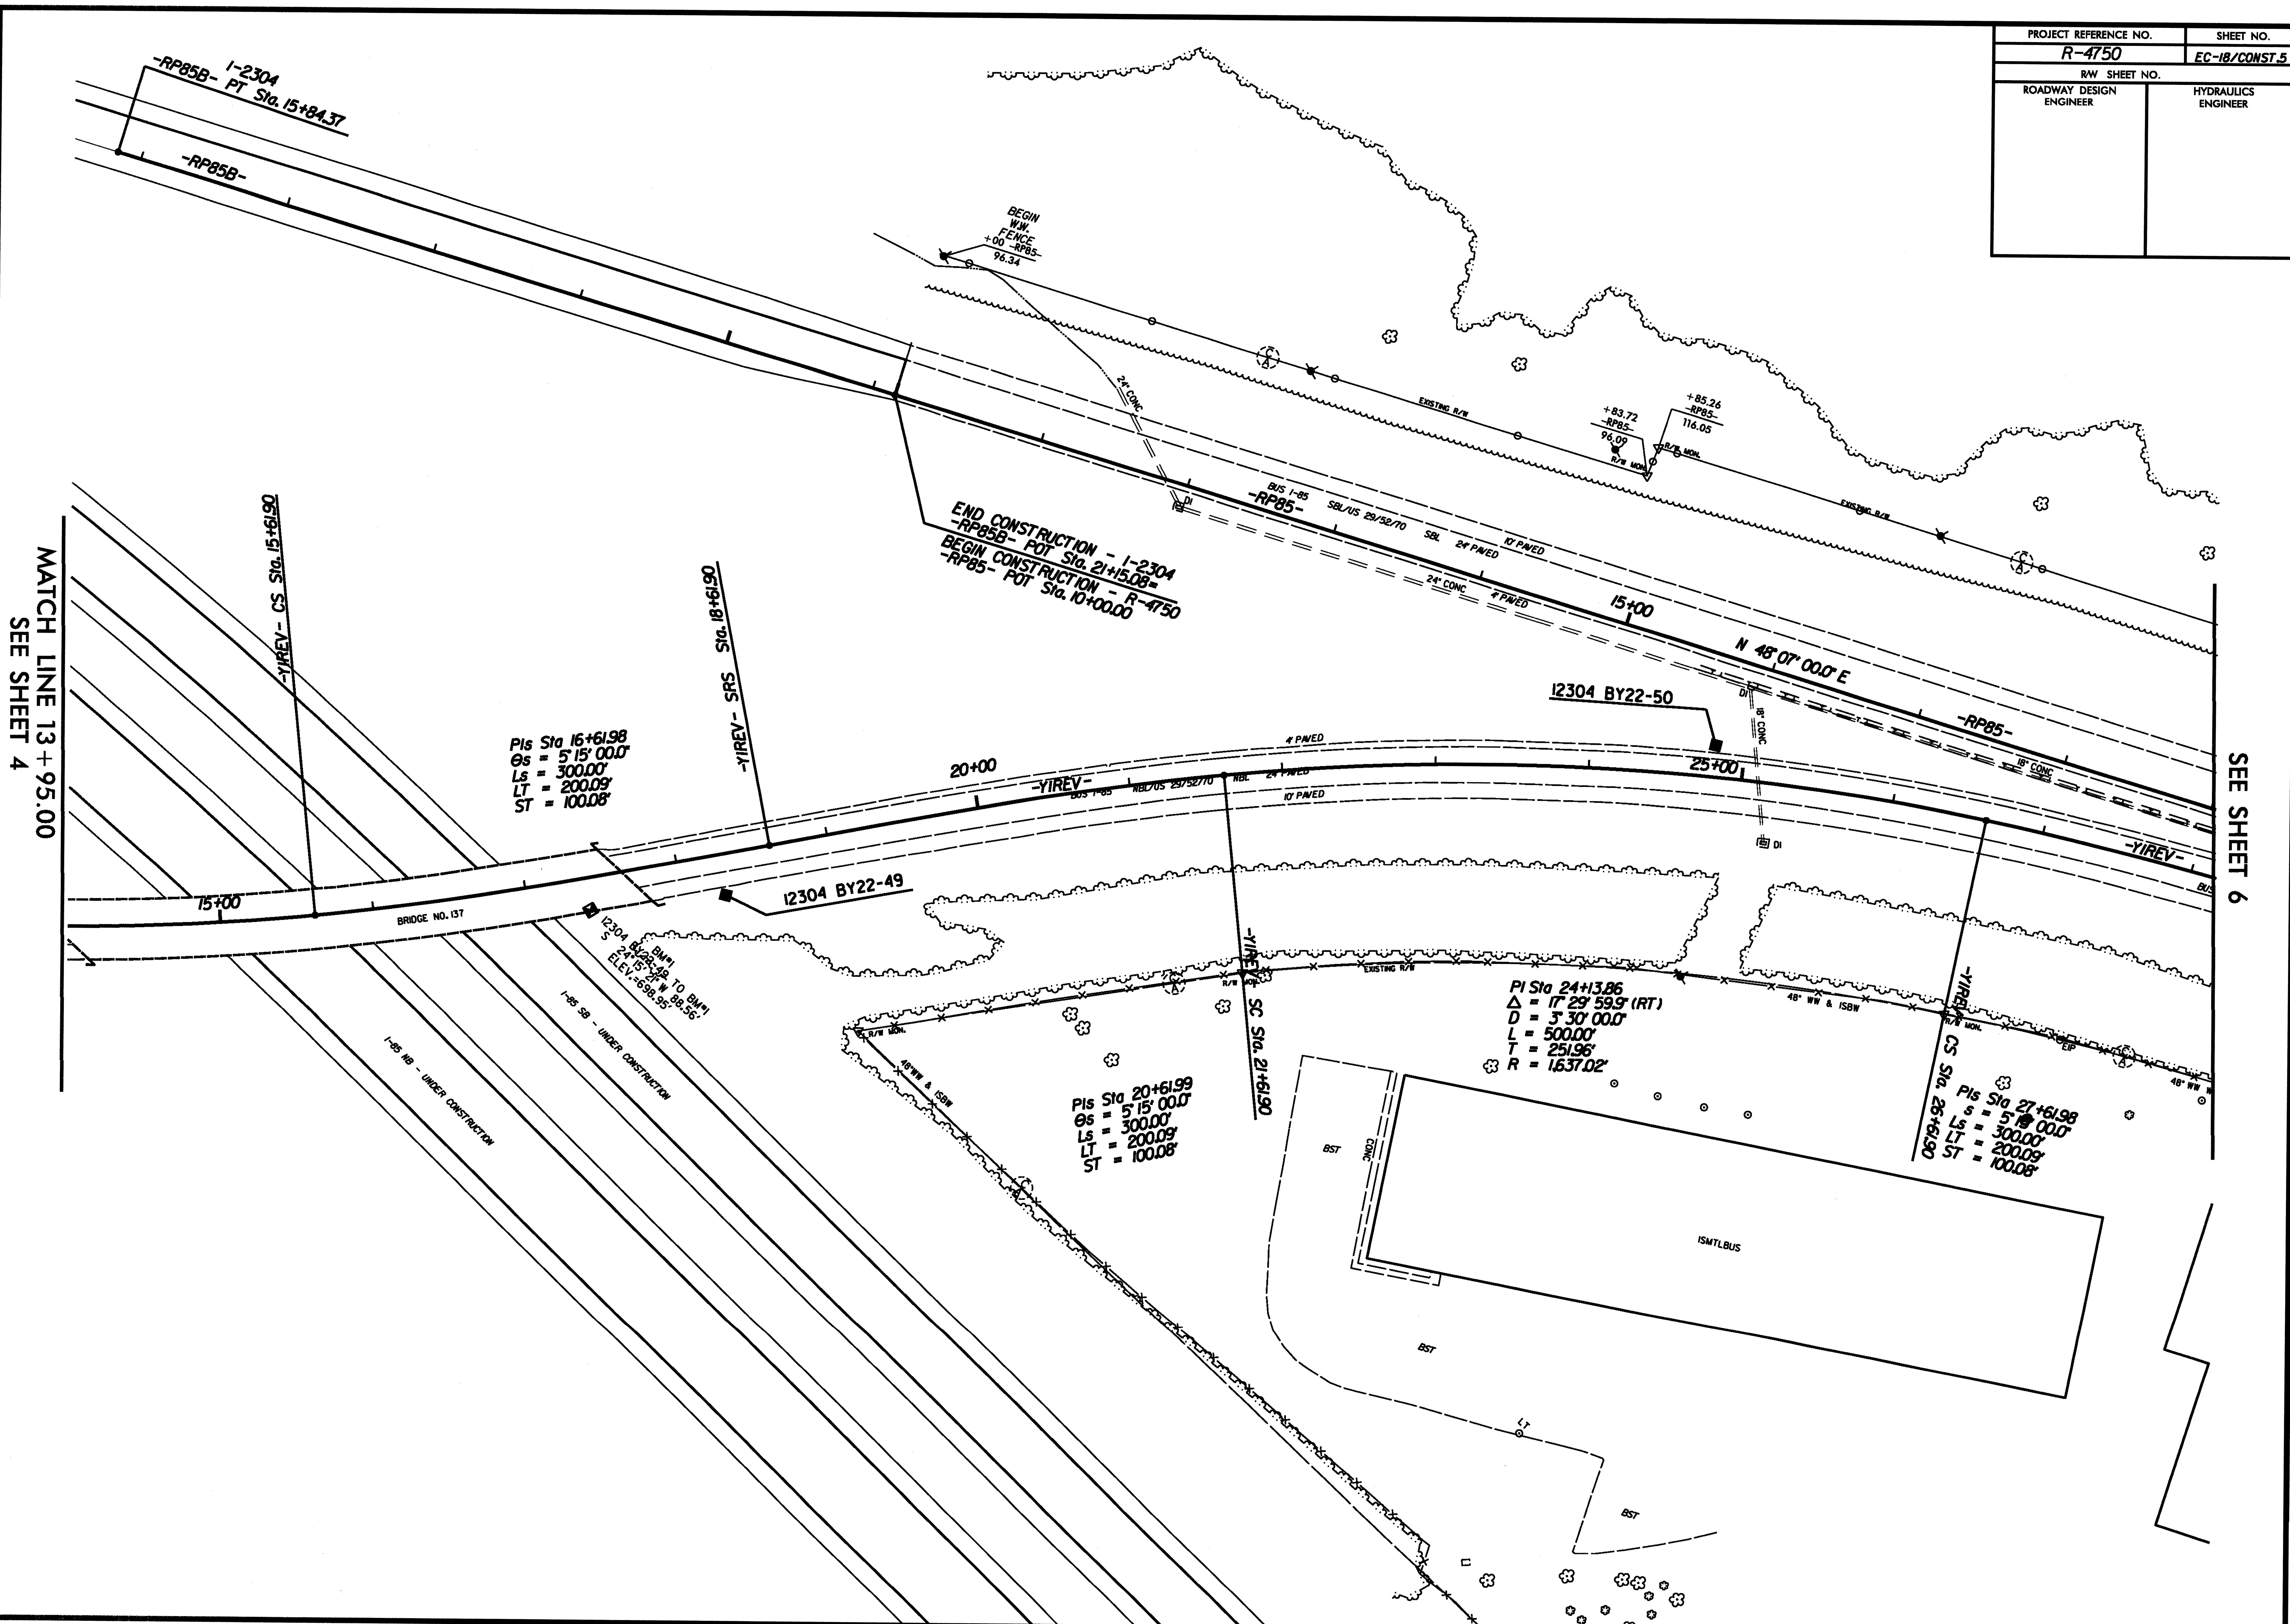 PROJECT REFERENCE NO.
SHEET NO.
R-4750
EC-18/CONST.5
R/W SHEET NO.
ROADWAY DESIGN
ENGINEER
HYDRAULICS
ENGINEER
I-2304
-RP85B- PT Sta. 15+84.37
-RP85B-
BEGIN
W.W.
FENCE
+00 -RP85-
96.34
24" CONC
EXISTING R/W
+83.72
-RP85-
96.09
R/W MON.
+85.26
-RP85-
116.05
R/W MON.
EXISTING R/W
C
A
C
A
DI
BUS I-85
-RP85-
SBL/US 29/52/70
SBL
24' PAVED
10' PAVED
24" CONC
4' PAVED
15+00
N 48° 07' 00.0" E
-RP85-
DI
18" CONC
18" CONC
DI
END CONSTRUCTION - I-2304
-RP85B- POT Sta. 21+15.08=
BEGIN CONSTRUCTION - R-4750
-RP85- POT Sta. 10+00.00
MATCH LINE 13+95.00
SEE SHEET 4
SEE SHEET 6
-Y1REV- CS Sta. 15+61.90
-Y1REV- SRS Sta. 18+61.90
PIs Sta 16+61.98
Θs = 5° 15' 00.0"
Ls = 300.00'
LT = 200.09'
ST = 100.08'
12304 BY22-50
20+00
-Y1REV-
BUS I-85
NBL/US 29/52/70
NBL
24' PAVED
4' PAVED
10' PAVED
25+00
-Y1REV-
BUS
15+00
BRIDGE NO. 137
12304 BY22-49
BM#1
12304 BY22-49 TO BM#1
S 24° 15' 21" W 88.56'
ELEV.=698.95'
I-85 SB - UNDER CONSTRUCTION
I-85 NB - UNDER CONSTRUCTION
R/W MON.
48" WW & 1SBW
C
A
C
A
-Y1REV- SC Sta. 21+61.90
R/W MON.
EXISTING R/W
PIs Sta 20+61.99
Θs = 5° 15' 00.0"
Ls = 300.00'
LT = 200.09'
ST = 100.08'
PI Sta 24+13.86
Δ = 17° 29' 59.9" (RT)
D = 3° 30' 00.0"
L = 500.00'
T = 251.96'
R = 1,637.02'
48" WW & 1SBW
-Y1REV- CS Sta. 26+61.90
R/W MON.
EIP
C
A
48" WW
PIs Sta 27+61.98
s = 5° 00.0"
Ls = 300.00'
LT = 200.09'
ST = 100.08'
BST
CONC
1SMTLBUS
BST
LT
BST